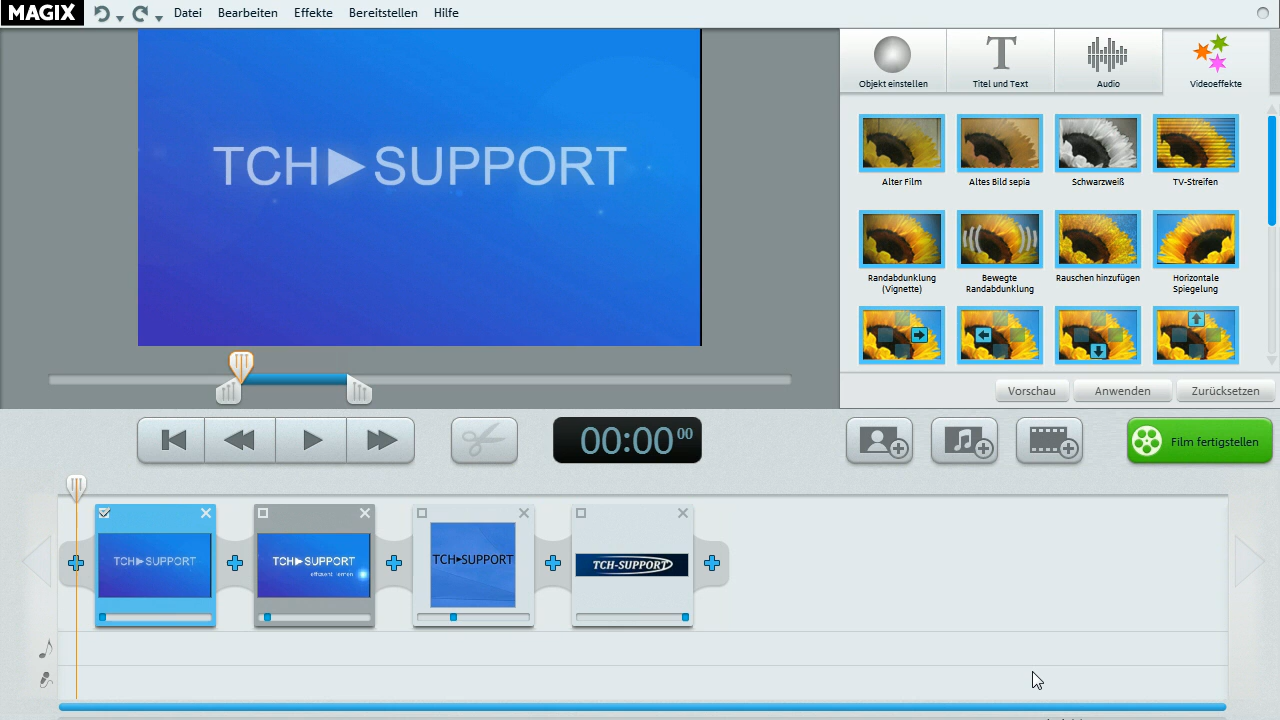 MAGIX
Datei Bearbeiten Effekte Bereitstellen Hilfe
TCH SUPPORT
Objekt einstellen
Titel und Text
Audio
Videoeffekte
Alter Film
Altes Bild sepia
Schwarzweiß
TV-Streifen
Randabdunklung
(Vignette)
Bewegte
Randabdunklung
Rauschen hinzufügen
Horizontale
Spiegelung
Vorschau
Anwenden
Zurücksetzen
00:00 00
Film fertigstellen
TCH SUPPORT
TCH SUPPORT
effizient lernen
TCH SUPPORT
TCH-SUPPORT